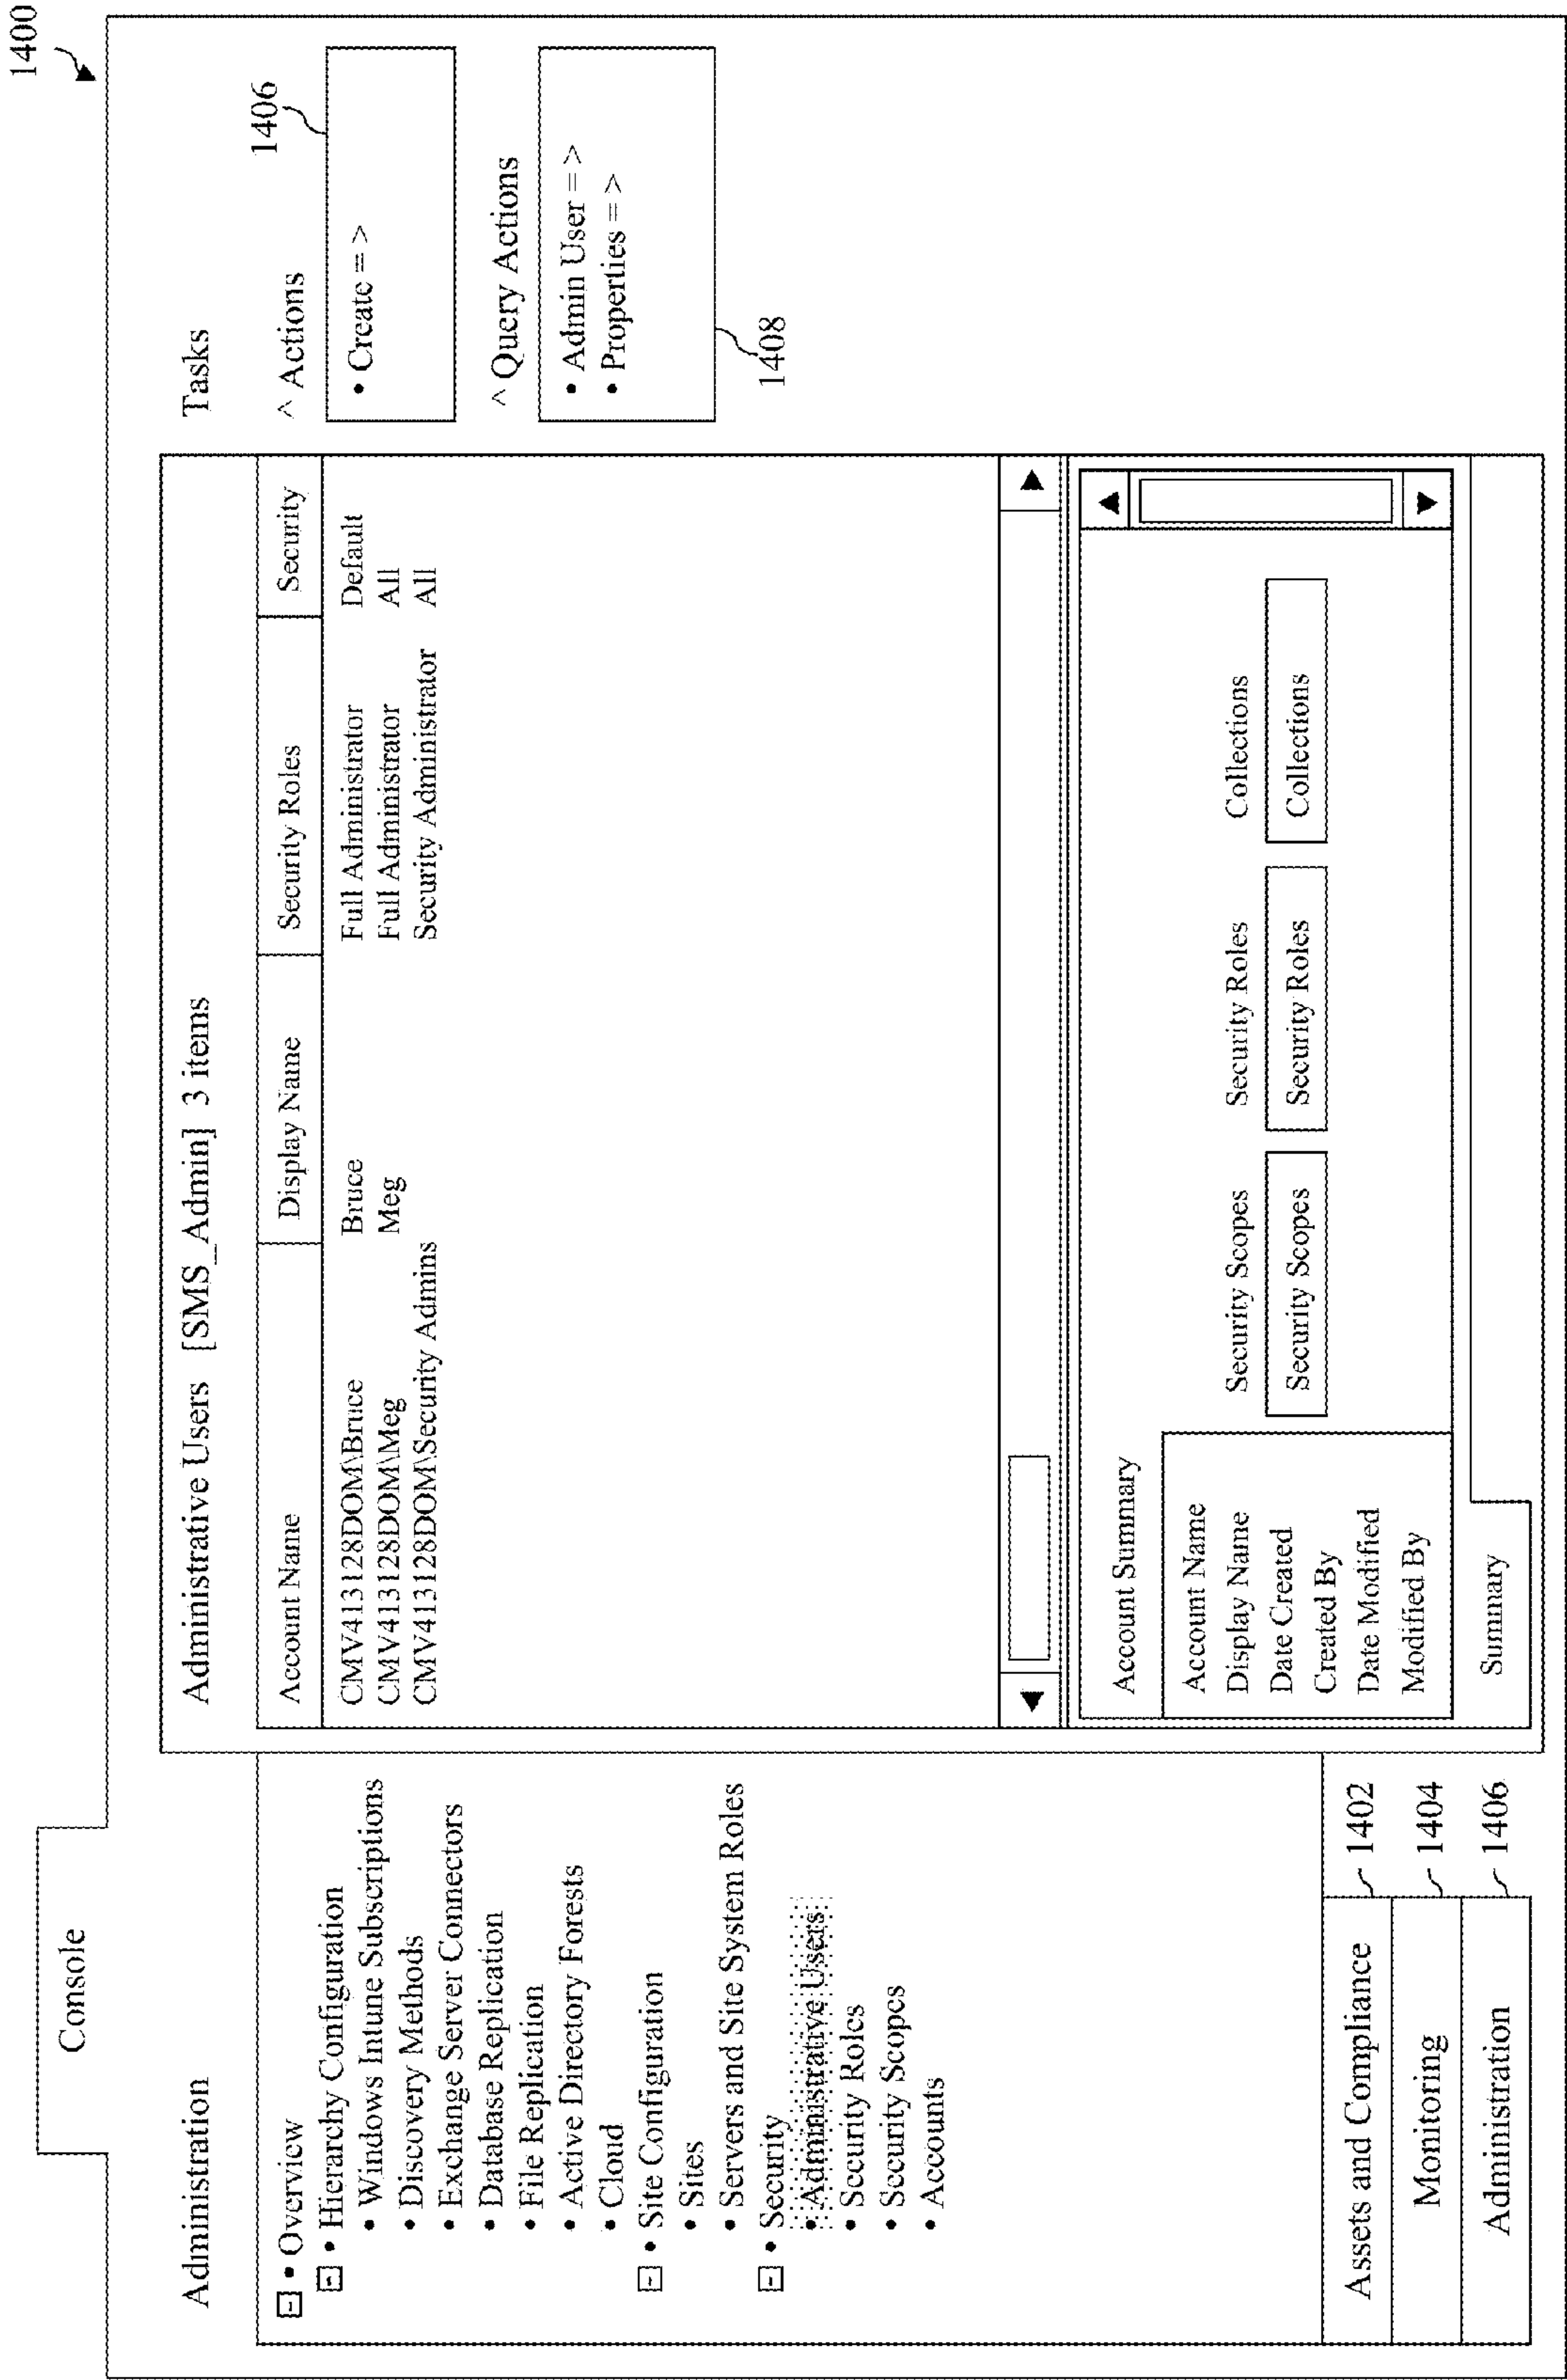 1400
Console
Administration
⊟ • Overview
⊟ • Hierarchy Configuration
• Windows Intune Subscriptions
• Discovery Methods
• Exchange Server Connectors
• Database Replication
• File Replication
• Active Directory Forests
• Cloud
⊟ • Site Configuration
• Sites
• Servers and Site System Roles
⊟ • Security
• Administrative Users
• Security Roles
• Security Scopes
• Accounts
Assets and Compliance 1402
Monitoring 1404
Administration 1406
Administrative Users [SMS_Admin] 3 items
Account Name Display Name Security Roles Security
CMV413128DOM\Bruce Bruce Full Administrator Default
CMV413128DOM\Meg Meg Full Administrator All
CMV413128DOM\Security Admins Security Administrator All
Account Summary
Account Name
Display Name
Date Created
Created By
Date Modified
Modified By
Security Scopes Security Roles Collections
Security Scopes Security Roles Collections
Summary
Tasks
^ Actions
1406
• Create = >
^ Query Actions
• Admin User = >
• Properties = >
1408